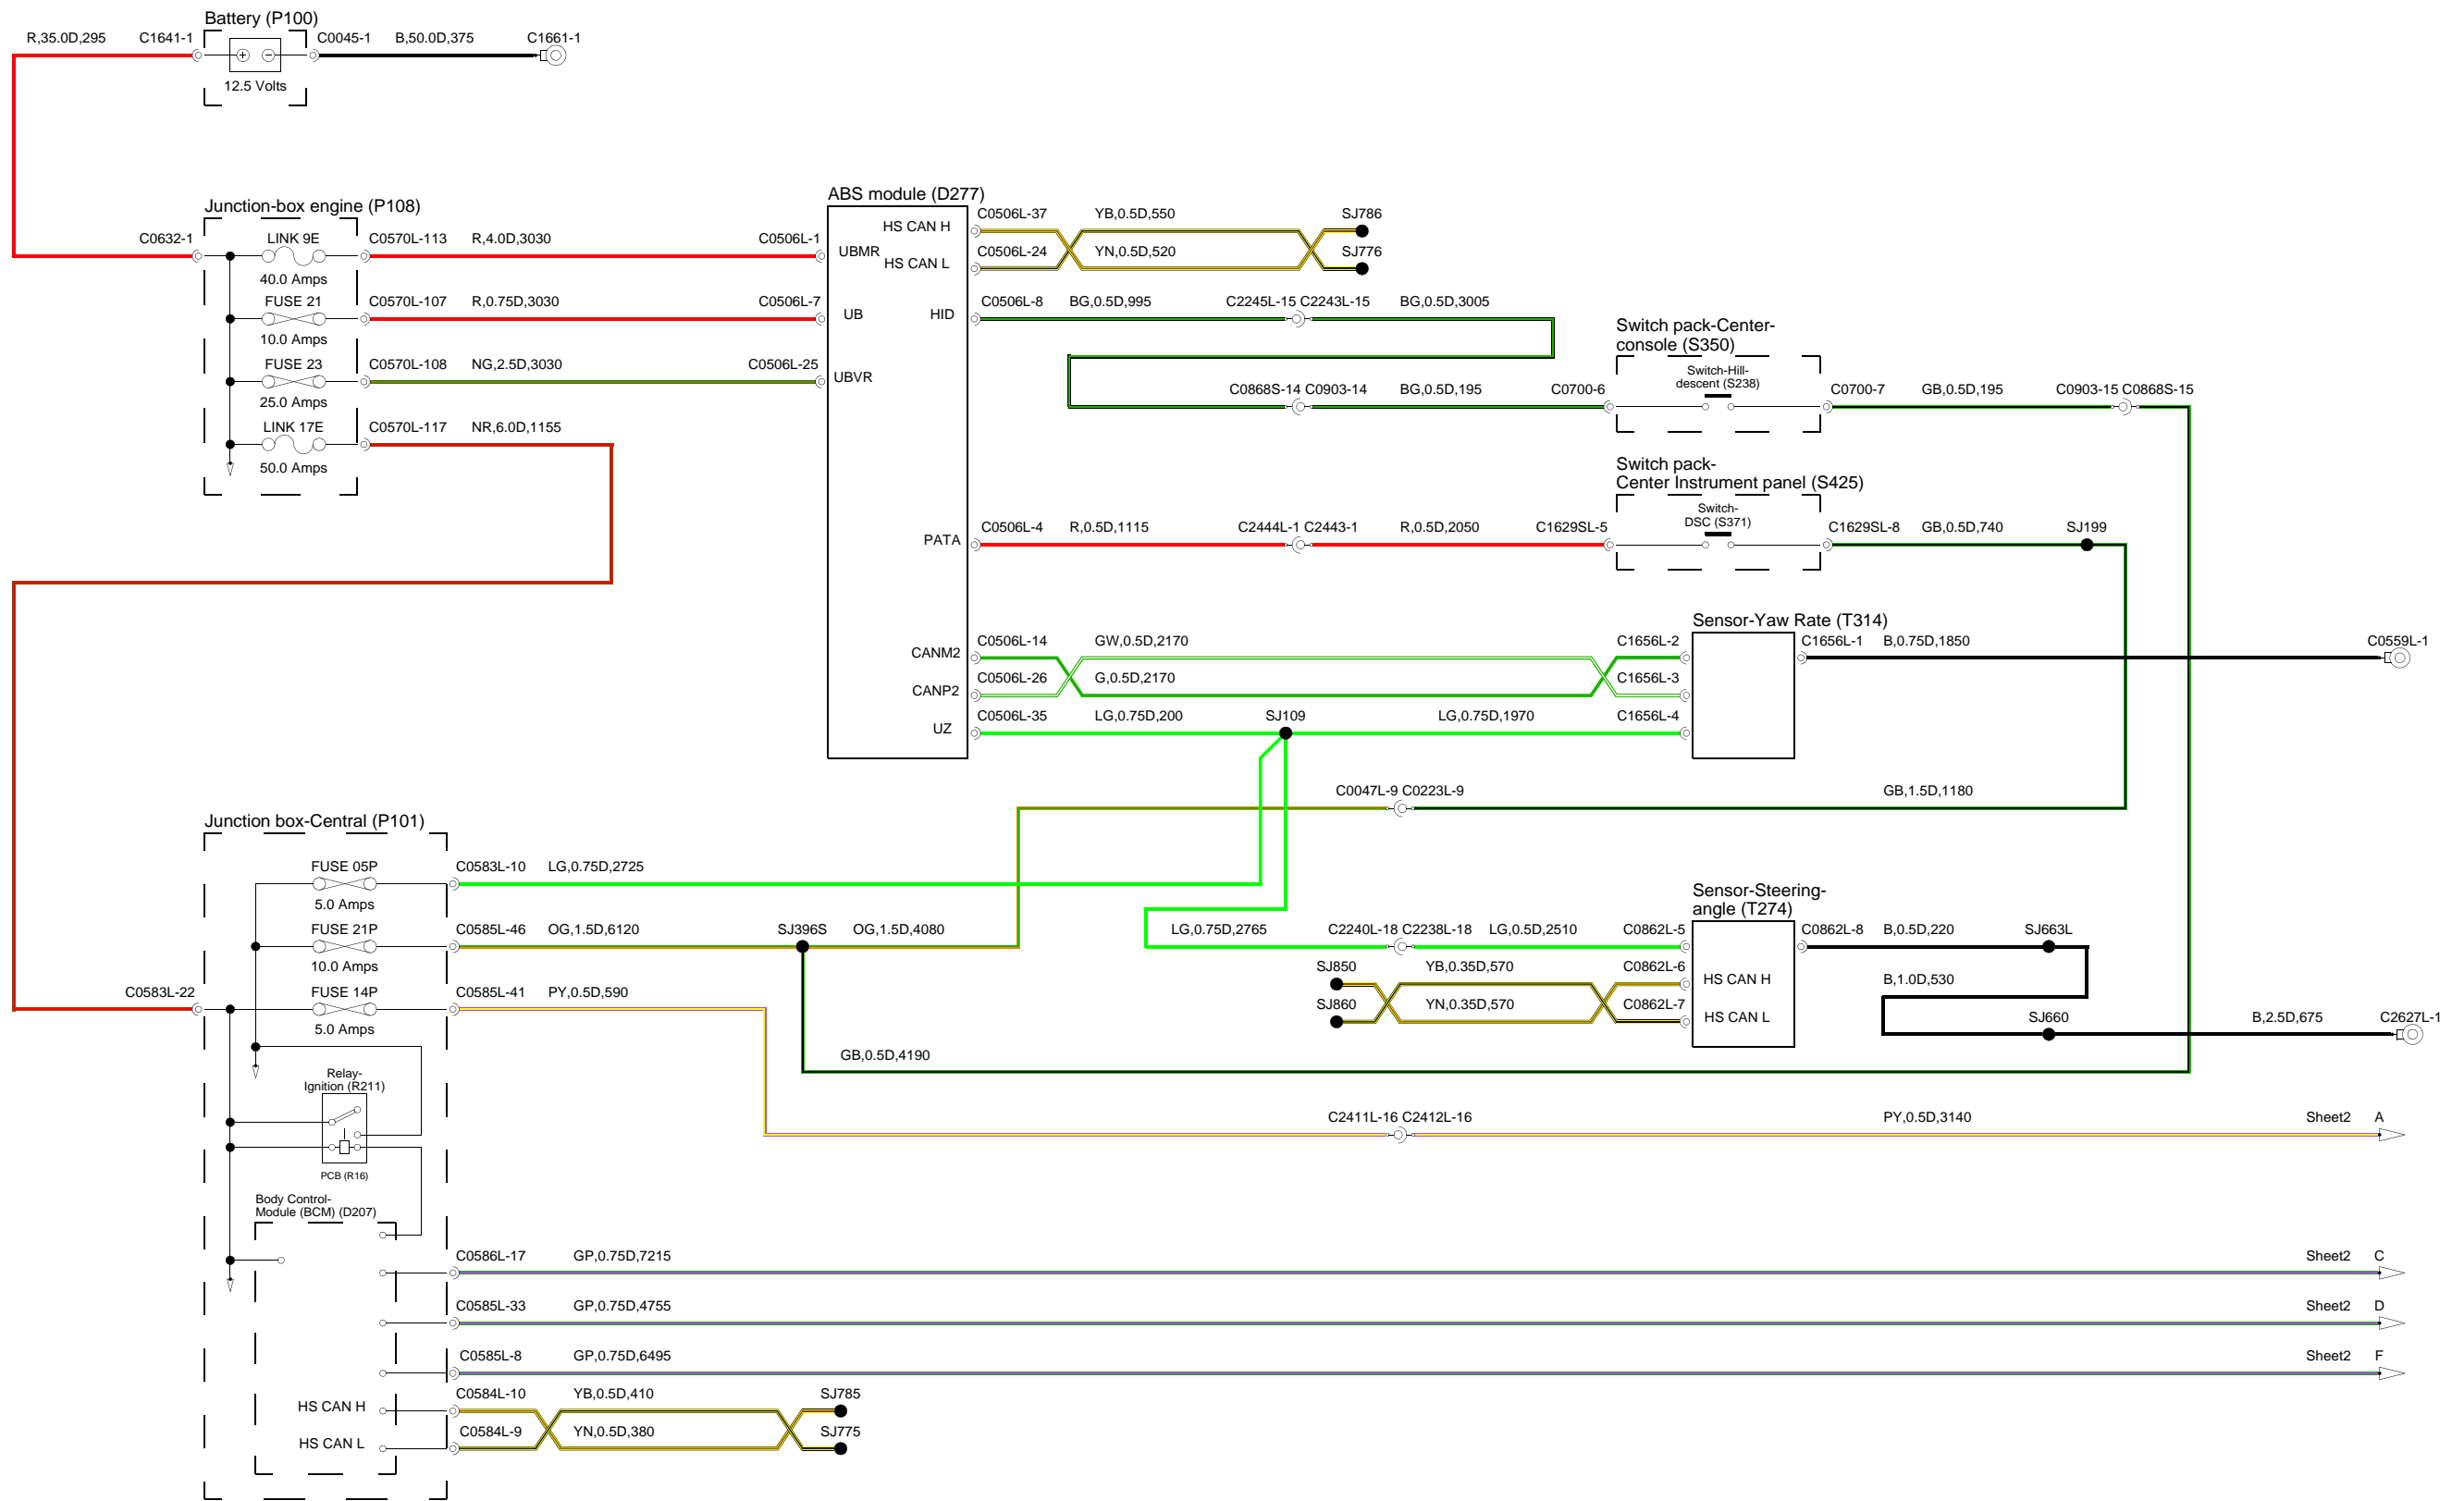 Battery (P100)
R,35.0D,295 C1641-1 C0045-1 B,50.0D,375 C1661-1
12.5 Volts
Junction-box engine (P108)
C0632-1 LINK 9E C0570L-113 R,4.0D,3030 C0506L-1
40.0 Amps
FUSE 21 C0570L-107 R,0.75D,3030 C0506L-7
10.0 Amps
FUSE 23 C0570L-108 NG,2.5D,3030 C0506L-25
25.0 Amps
LINK 17E C0570L-117 NR,6.0D,1155
50.0 Amps
ABS module (D277)
UBMR
UB
UBVR
HS CAN H C0506L-37 YB,0.5D,550 SJ786
HS CAN L C0506L-24 YN,0.5D,520 SJ776
HID C0506L-8 BG,0.5D,995 C2245L-15 C2243L-15 BG,0.5D,3005
Switch pack-Center-
console (S350)
Switch-Hill-
descent (S238)
C0868S-14 C0903-14 BG,0.5D,195 C0700-6 C0700-7 GB,0.5D,195 C0903-15 C0868S-15
Switch pack-
Center Instrument panel (S425)
Switch-
DSC (S371)
PATA C0506L-4 R,0.5D,1115 C2444L-1 C2443-1 R,0.5D,2050 C1629SL-5 C1629SL-8 GB,0.5D,740 SJ199
Sensor-Yaw Rate (T314)
CANM2 C0506L-14 GW,0.5D,2170 C1656L-2 C1656L-1 B,0.75D,1850 C0559L-1
CANP2 C0506L-26 G,0.5D,2170 C1656L-3
UZ C0506L-35 LG,0.75D,200 SJ109 LG,0.75D,1970 C1656L-4
C0047L-9 C0223L-9 GB,1.5D,1180
Junction box-Central (P101)
FUSE 05P C0583L-10 LG,0.75D,2725
5.0 Amps
FUSE 21P C0585L-46 OG,1.5D,6120 SJ396S OG,1.5D,4080
10.0 Amps
C0583L-22 FUSE 14P C0585L-41 PY,0.5D,590
5.0 Amps
Sensor-Steering-
angle (T274)
LG,0.75D,2765 C2240L-18 C2238L-18 LG,0.5D,2510 C0862L-5 C0862L-8 B,0.5D,220 SJ663L
SJ850 YB,0.35D,570 C0862L-6 HS CAN H B,1.0D,530
SJ860 YN,0.35D,570 C0862L-7 HS CAN L SJ660 B,2.5D,675 C2627L-1
GB,0.5D,4190
Relay-
Ignition (R211)
PCB (R16)
C2411L-16 C2412L-16 PY,0.5D,3140 Sheet2 A
Body Control-
Module (BCM) (D207)
C0586L-17 GP,0.75D,7215 Sheet2 C
C0585L-33 GP,0.75D,4755 Sheet2 D
C0585L-8 GP,0.75D,6495 Sheet2 F
HS CAN H C0584L-10 YB,0.5D,410 SJ785
HS CAN L C0584L-9 YN,0.5D,380 SJ775